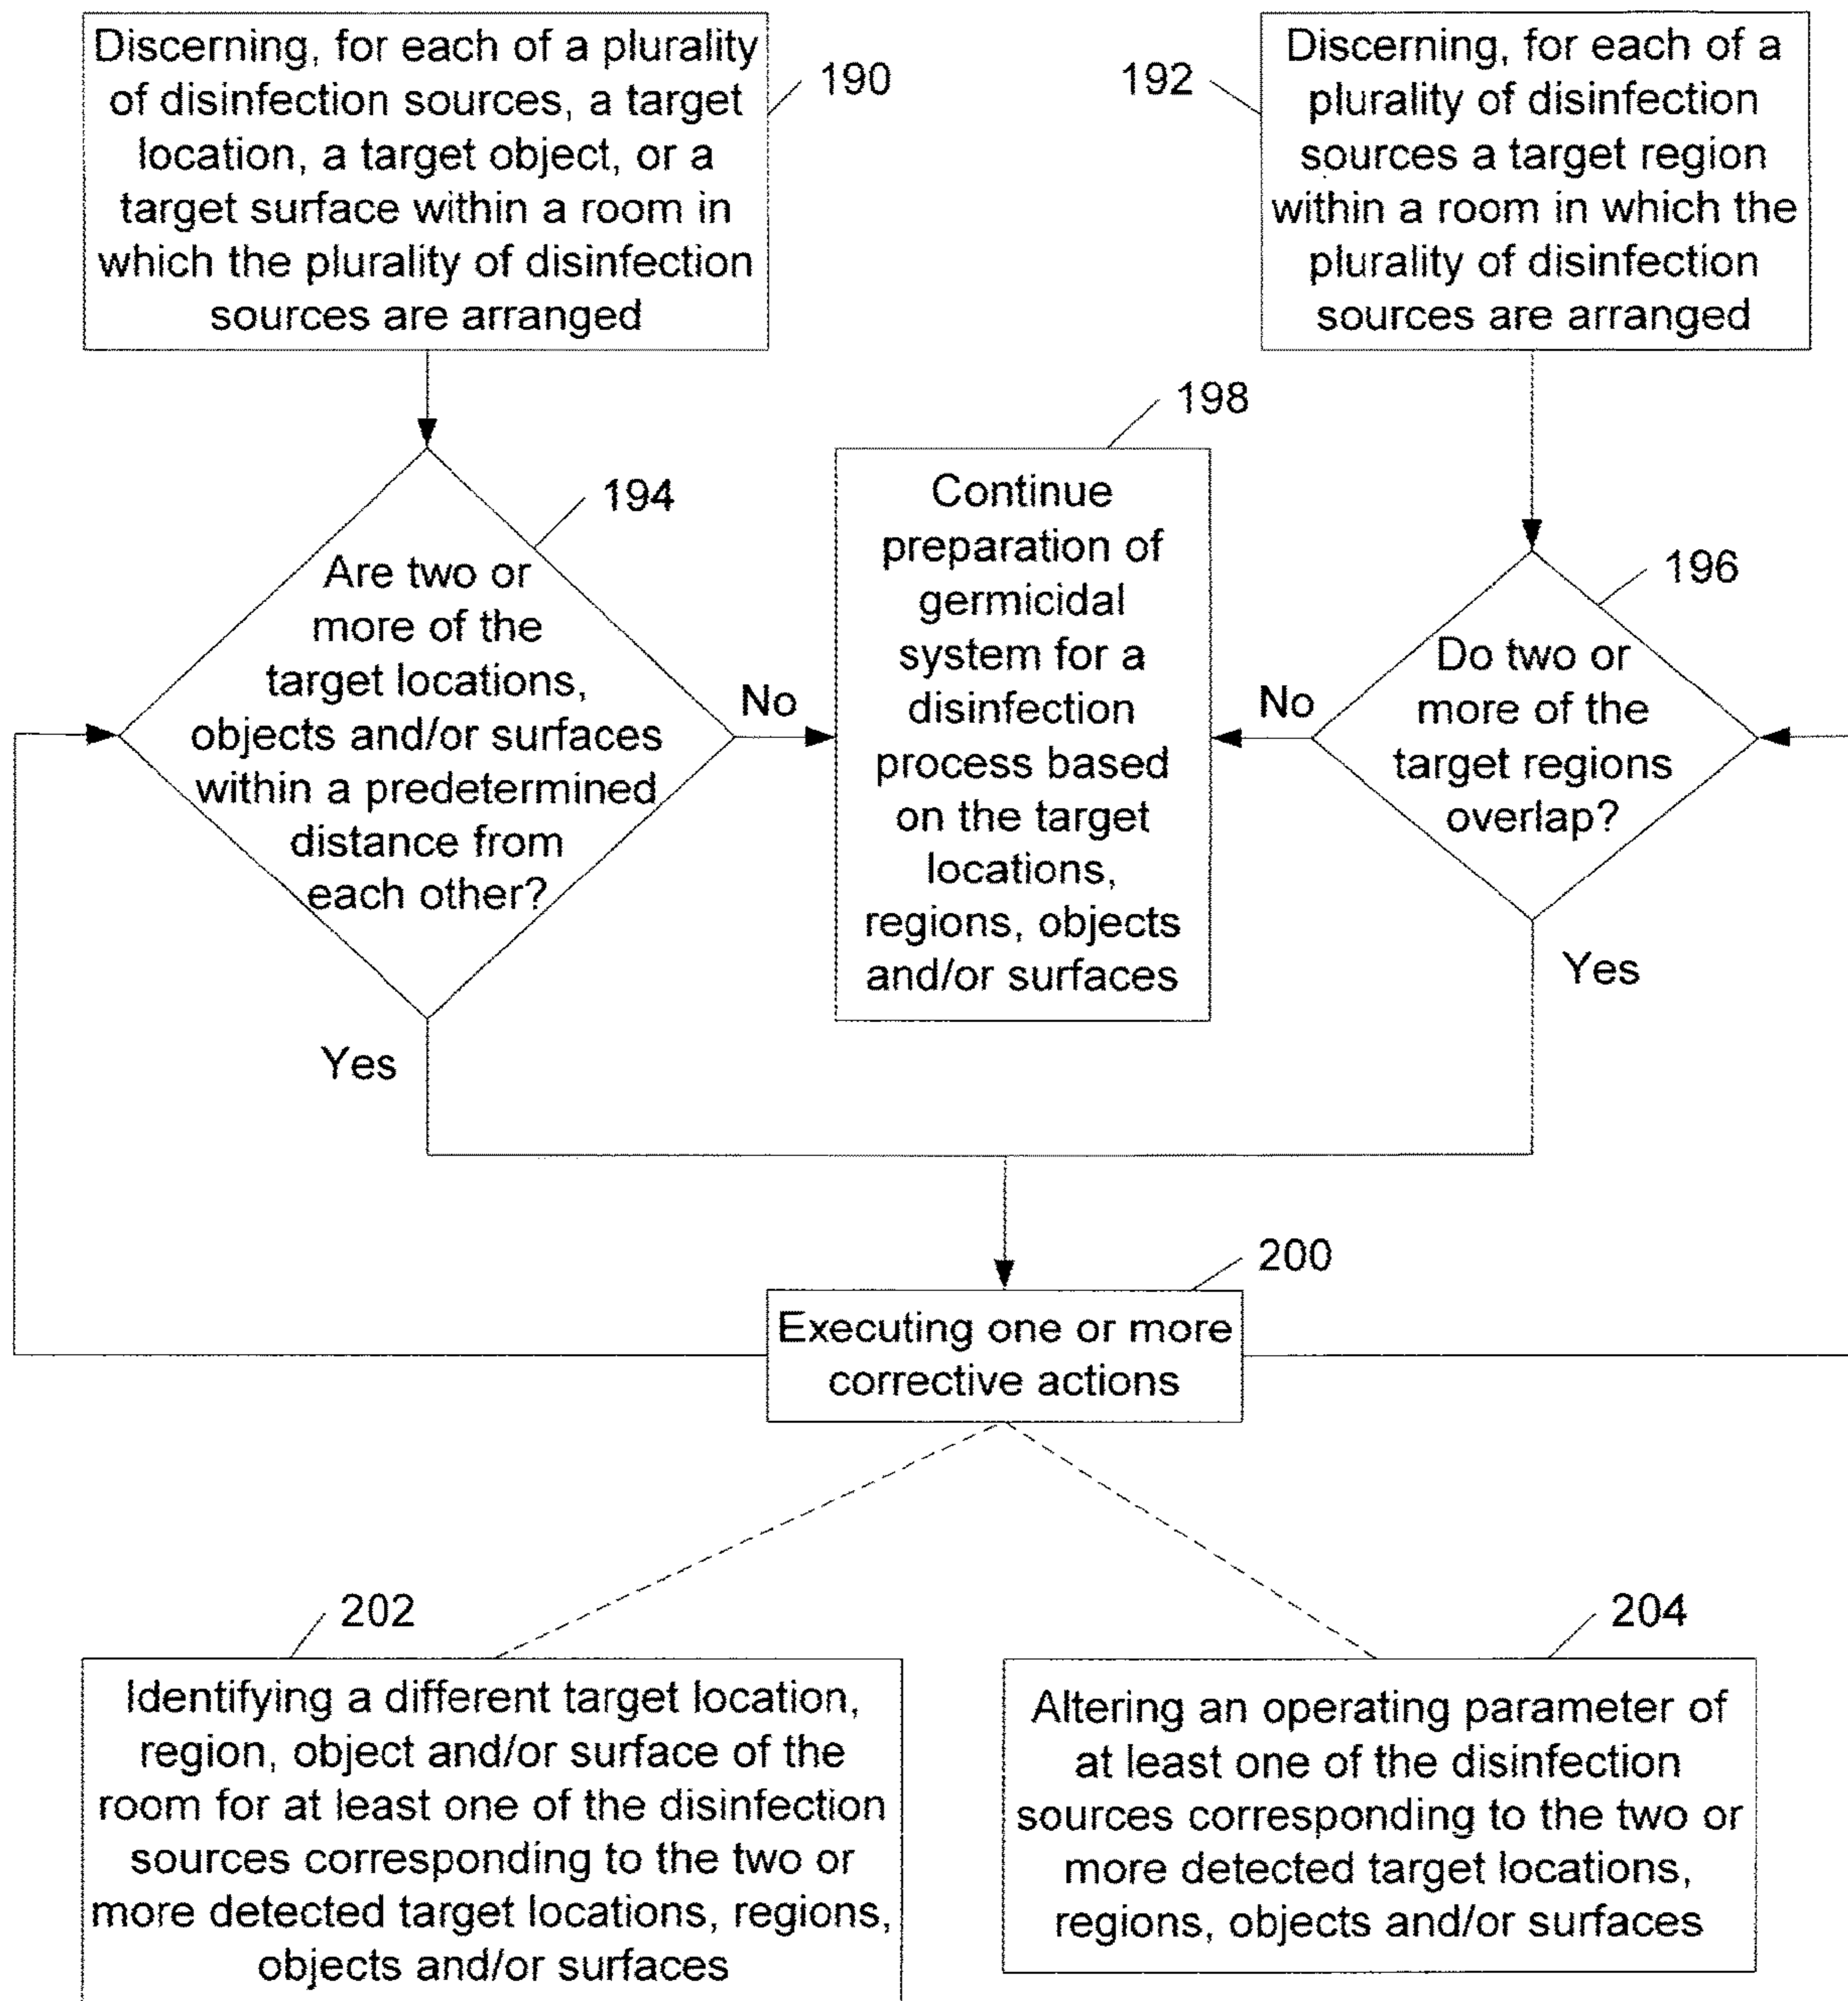 Discerning, for each of a plurality
of disinfection sources, a target
location, a target object, or a
target surface within a room in
which the plurality of disinfection
sources are arranged
190
192
Discerning, for each of a
plurality of disinfection
sources a target region
within a room in which the
plurality of disinfection
sources are arranged
194
Are two or
more of the
target locations,
objects and/or surfaces
within a predetermined
distance from
each other?
No
Yes
198
Continue
preparation of
germicidal
system for a
disinfection
process based
on the target
locations,
regions, objects
and/or surfaces
196
Do two or
more of the
target regions
overlap?
No
Yes
200
Executing one or more
corrective actions
202
Identifying a different target location,
region, object and/or surface of the
room for at least one of the disinfection
sources corresponding to the two or
more detected target locations, regions,
objects and/or surfaces
204
Altering an operating parameter of
at least one of the disinfection
sources corresponding to the two or
more detected target locations,
regions, objects and/or surfaces